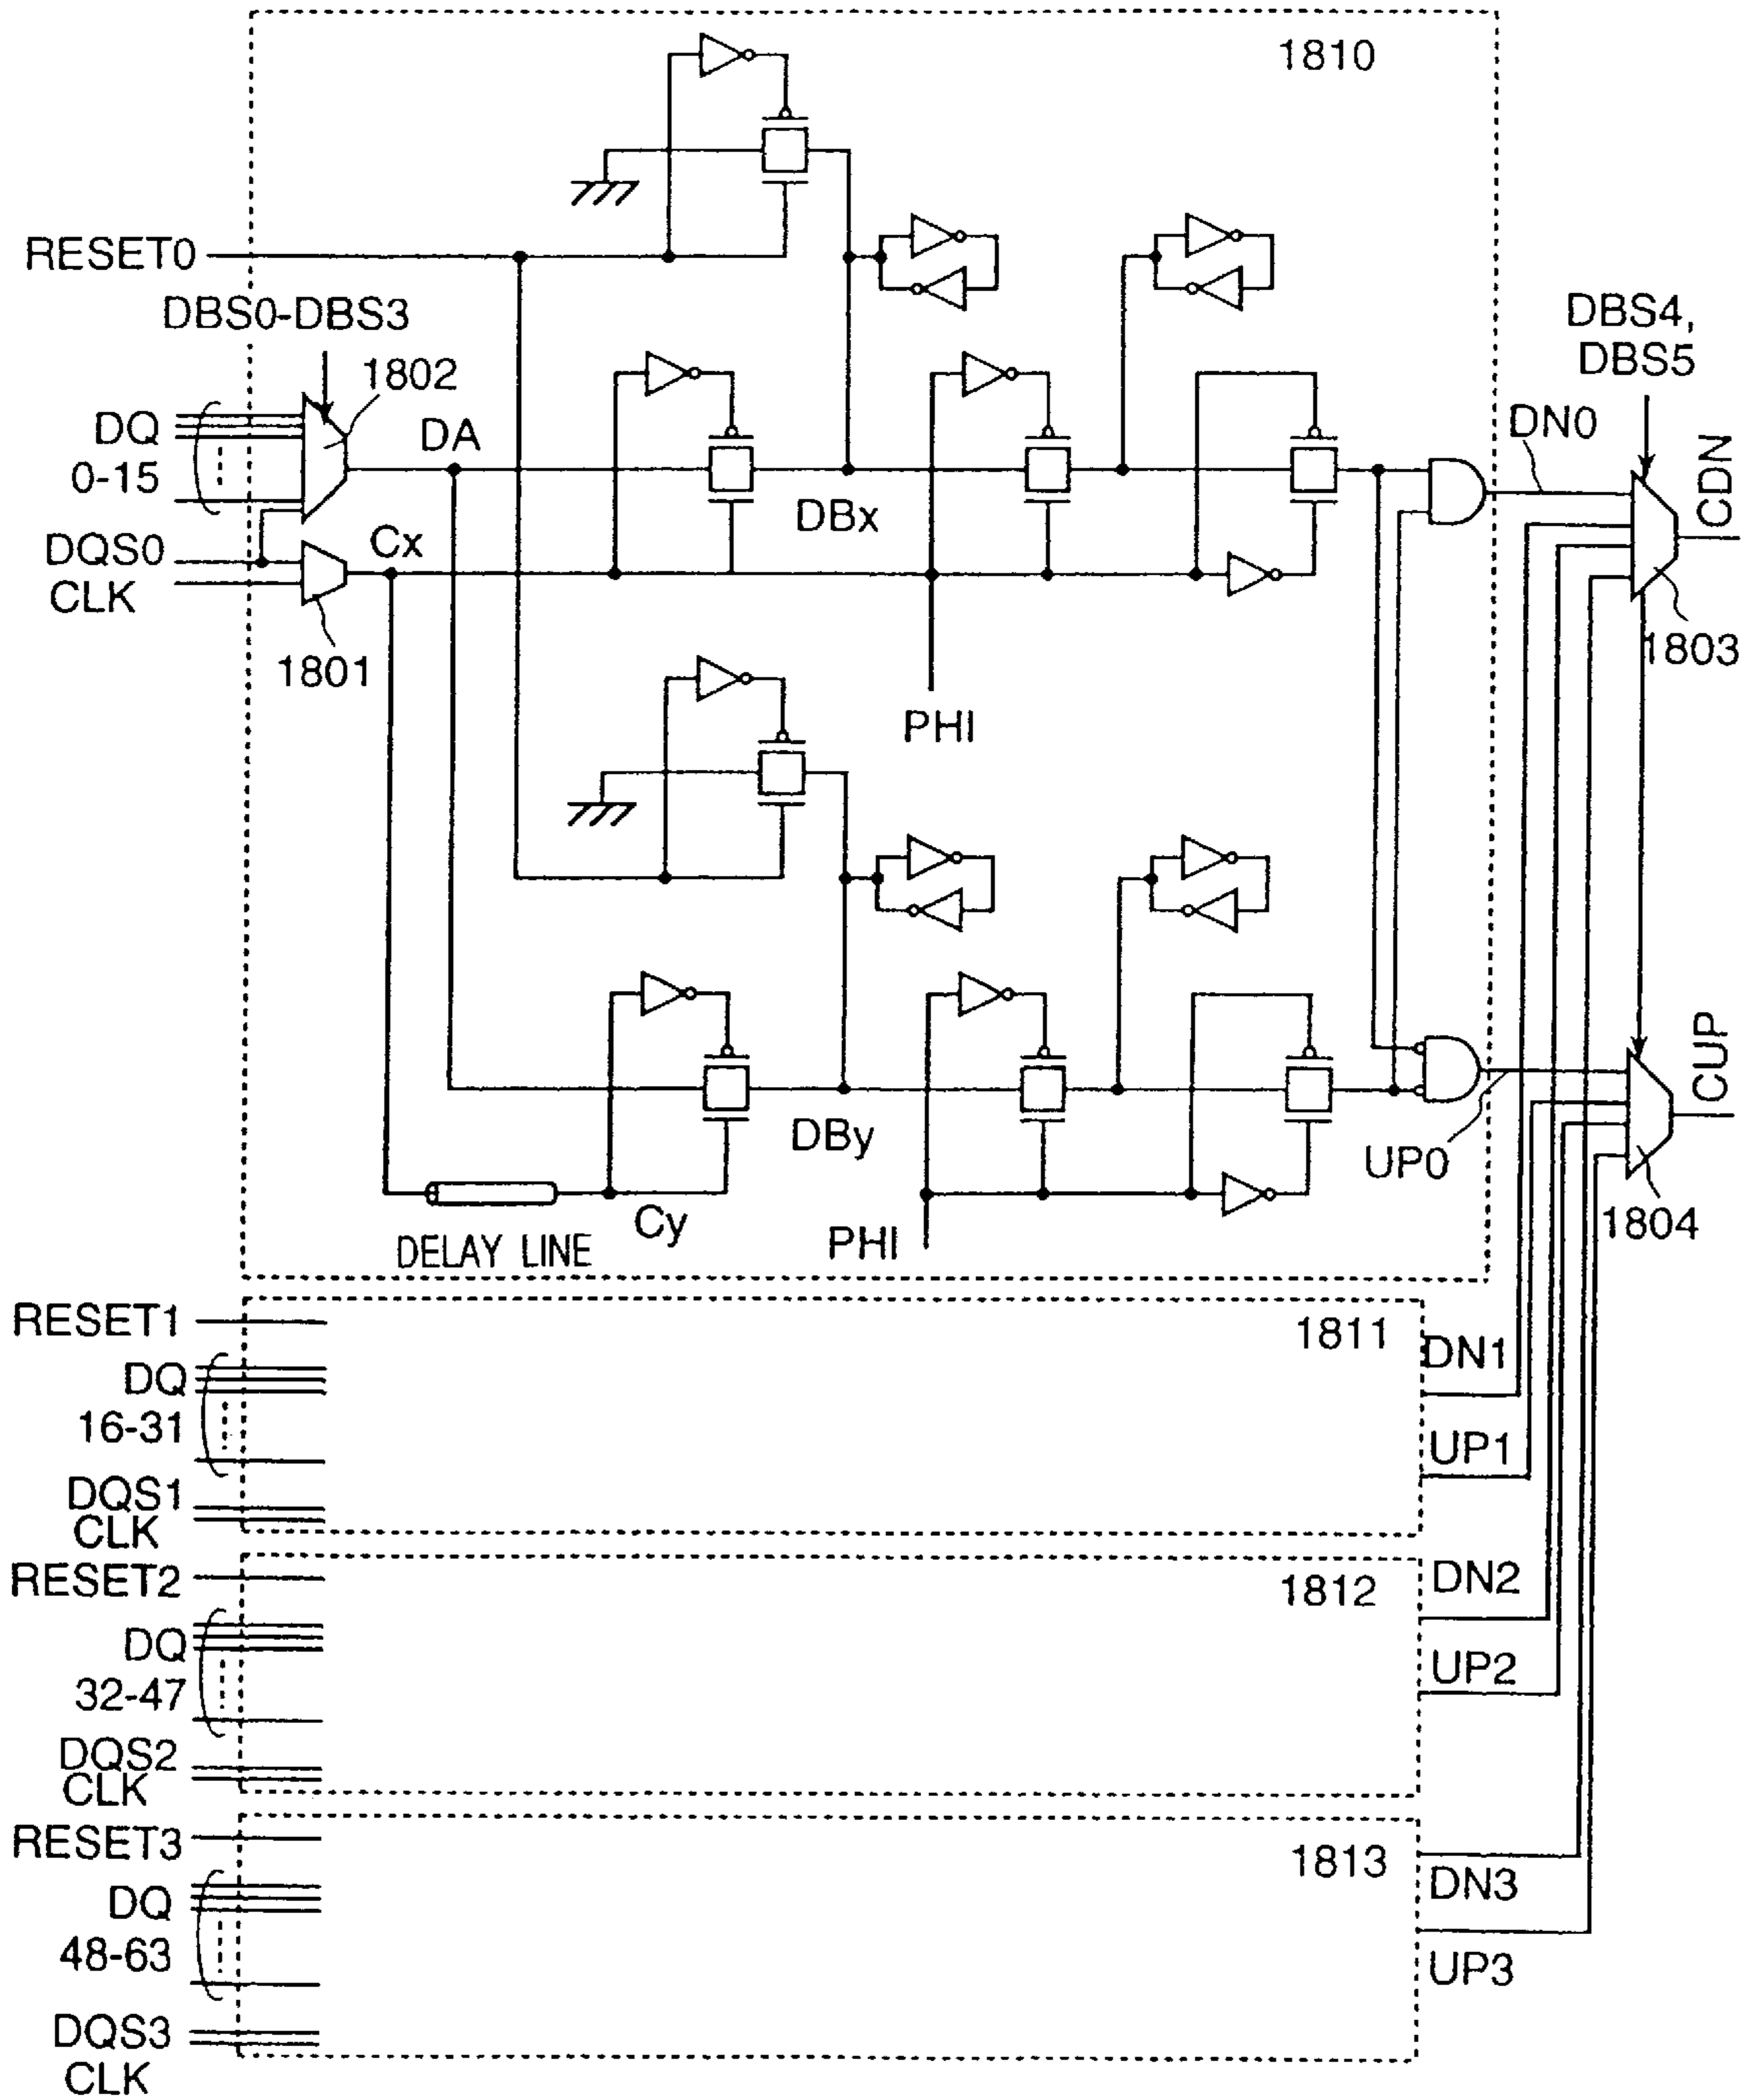 1810
RESET0
DBS0-DBS3
DBS4,
DBS5
1802
DQ
0-15
DA
DN0
CDN
DBx
DQS0
CLK
Cx
1801
1803
PHI
CUP
DBy
UP0
Cy
DELAY LINE
PHI
1804
RESET1
1811
DN1
DQ
16-31
UP1
DQS1
CLK
RESET2
1812
DN2
DQ
32-47
UP2
DQS2
CLK
RESET3
1813
DN3
DQ
48-63
UP3
DQS3
CLK